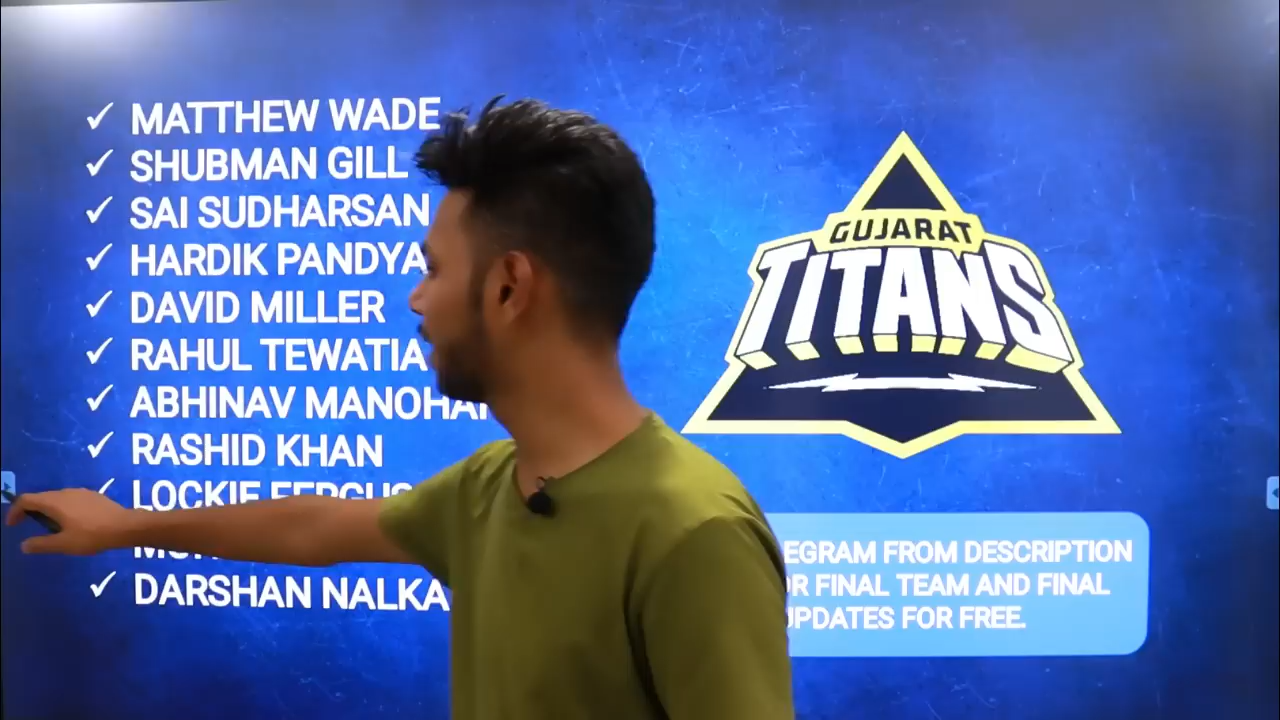 MATTHEW WADE
SHUBMAN GILL
SAI SUDHARSAN
HARDIK PANDYA
DAVID MILLER
RAHUL TEWATIA
ABHINAV MANOHAR
RASHID KHAN
LOCKIE
DARSHAN
GUJARAT
TITANS
FROM DESCRIPTION
FINAL TEAM AND FINAL
UPDATES FOR FREE.